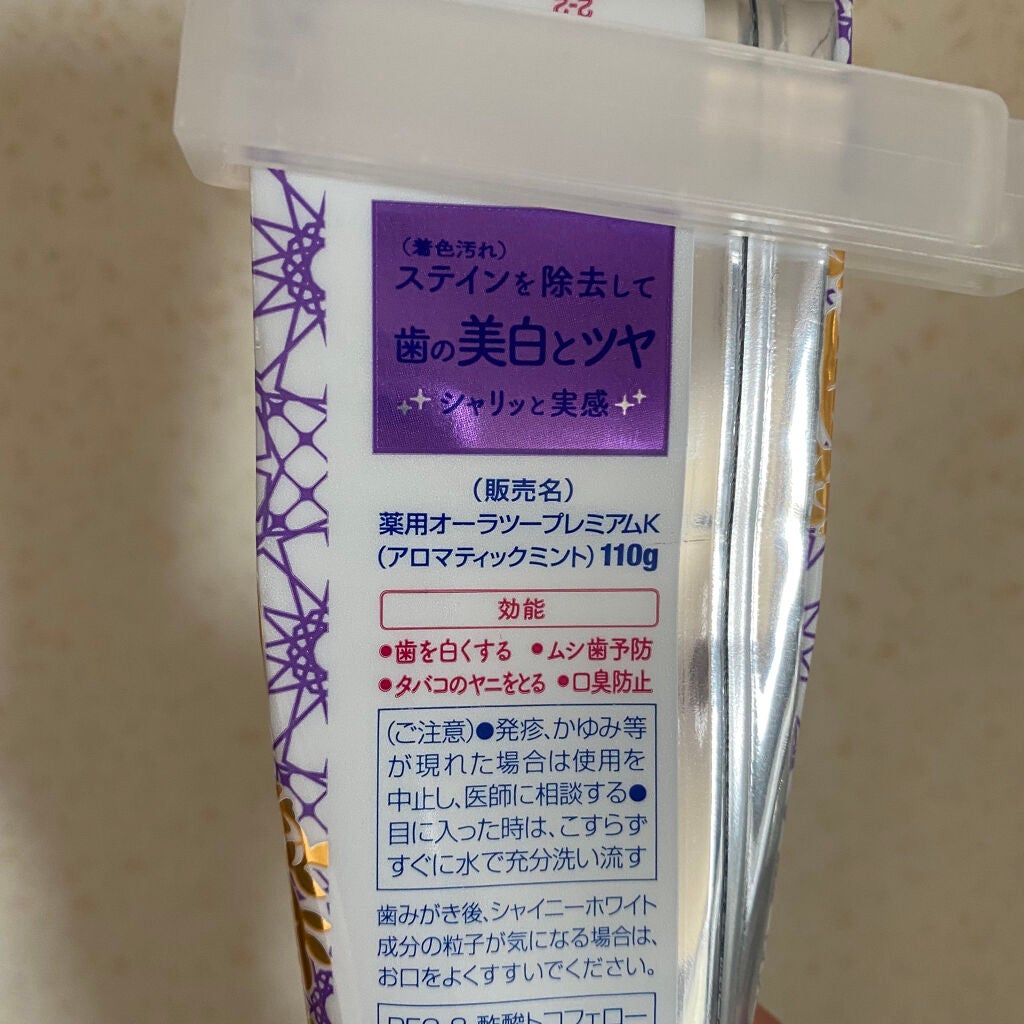 （着色汚れ）
ステインを除去して
歯の美白とツヤ
シャリッと実感
（販売名）
薬用オーラツープレミアムK
（アロマティックミント）110g
効能
●歯を白くする ●ムシ歯予防
●タバコのヤニをとる ●口臭防止
（ご注意）●発疹、かゆみ等
が現れた場合は使用を
中止し、医師に相談する●
目に入った時は、こすらず
すぐに水で充分洗い流す
歯みがき後、シャイニーホワイト
成分の粒子が気になる場合は、
お口をよくすすいでください。
酢酸トコフェロー